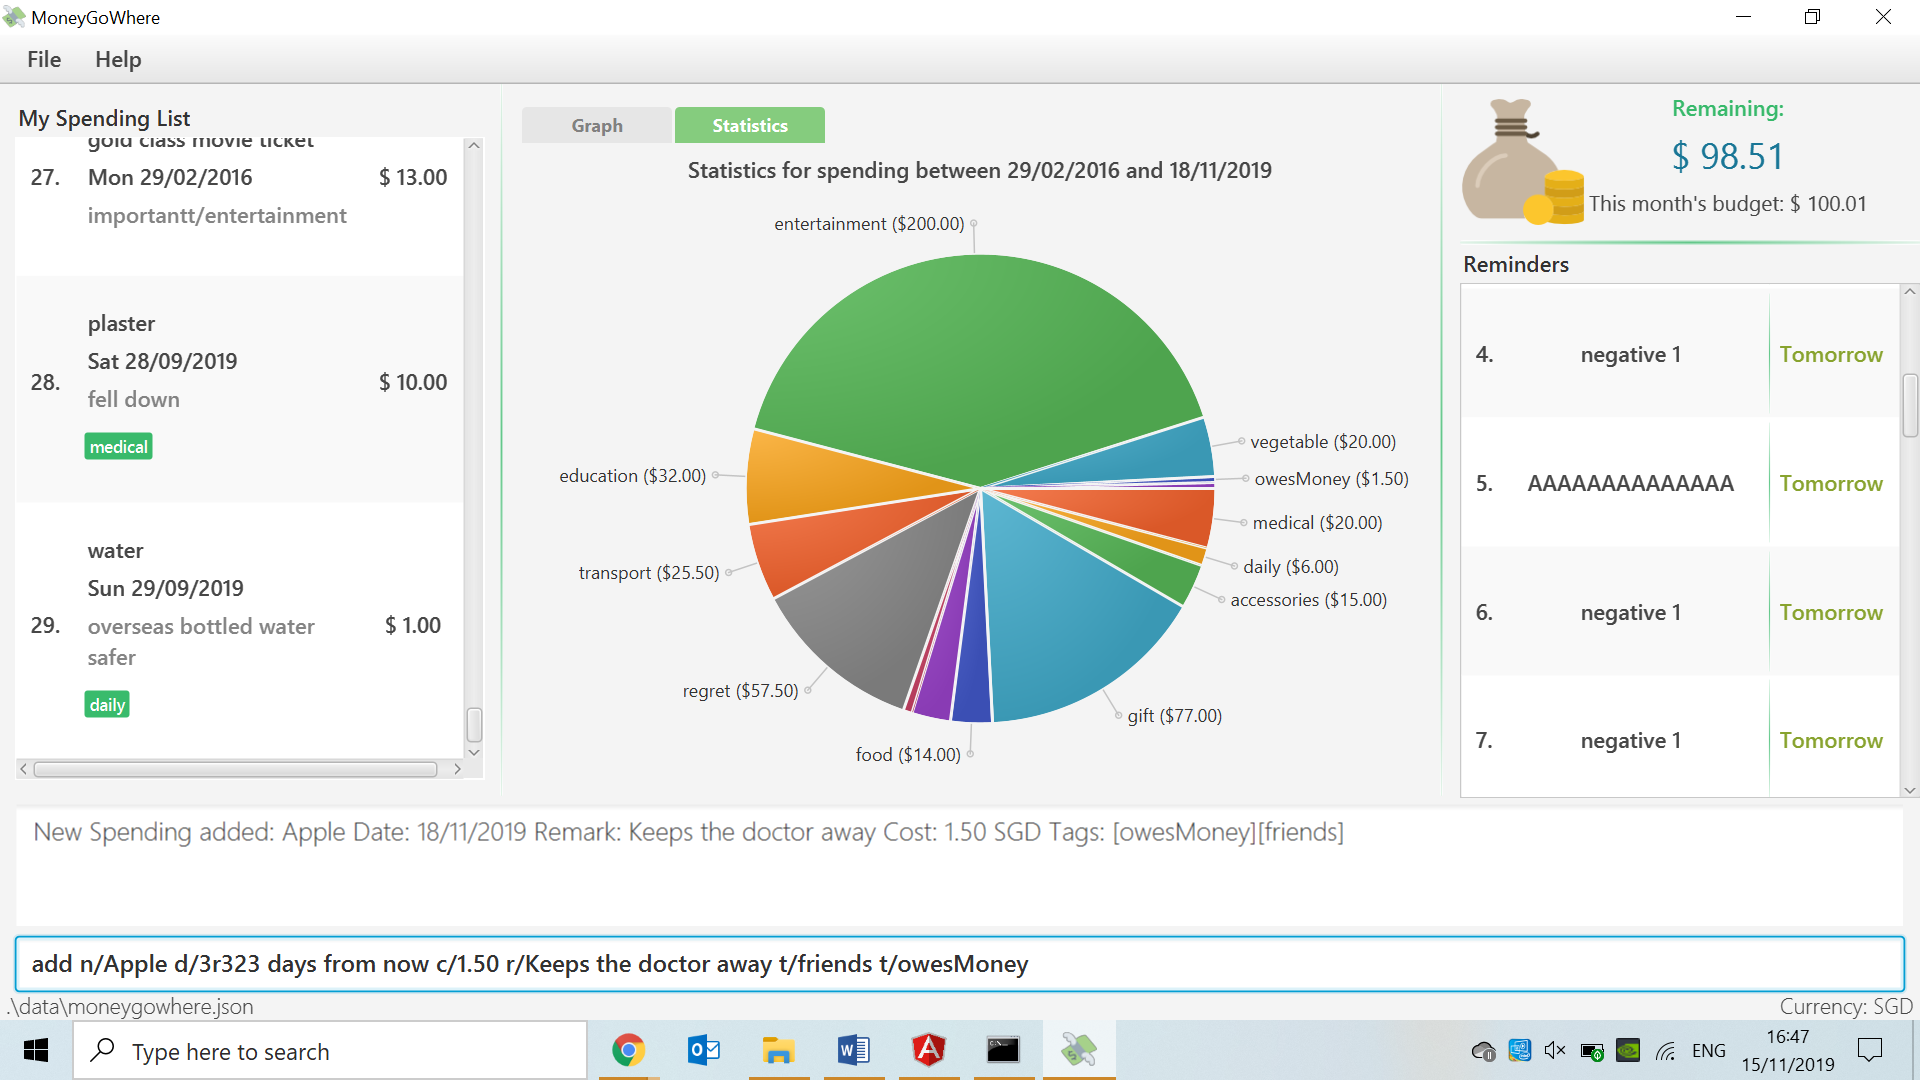 MoneyGoWhere
File Help
My Spending List
gold class movie ticket
27. Mon 29/02/2016 $ 13.00
importantt/entertainment
plaster
Sat 28/09/2019
28. $ 10.00
fell down
medical
water
Sun 29/09/2019
29. overseas bottled water $ 1.00
safer
daily
Graph Statistics
Statistics for spending between 29/02/2016 and 18/11/2019
entertainment ($200.00)
vegetable ($20.00)
education ($32.00)
owesMoney ($1.50)
medical ($20.00)
daily ($6.00)
transport ($25.50)
accessories ($15.00)
regret ($57.50)
gift ($77.00)
food ($14.00)
Remaining:
$ 98.51
This month's budget: $ 100.01
Reminders
4. negative 1 Tomorrow
5. AAAAAAAAAAAAAA Tomorrow
6. negative 1 Tomorrow
7. negative 1 Tomorrow
New Spending added: Apple Date: 18/11/2019 Remark: Keeps the doctor away Cost: 1.50 SGD Tags: [owesMoney][friends]
add n/Apple d/3r323 days from now c/1.50 r/Keeps the doctor away t/friends t/owesMoney
.\data\moneygowhere.json Currency: SGD
Type here to search
ENG
16:47
15/11/2019